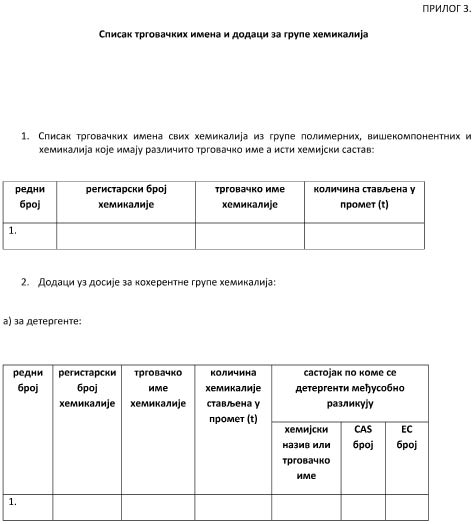 ПРИЛОГ 3.
Списак трговачких имена и додаци за групе хемикалија
1. Списак трговачких имена свих хемикалија из групе полимерних, вишекомпонентних и
хемикалија које имају различито трговачко име а исти хемијски састав:
редни број | регистарски број хемикалије | трговачко име хемикалије | количина стављена у промет (t)
1.
2. Додаци уз досије за кохерентне групе хемикалија:
а) за детергенте:
редни број | регистарски број хемикалије | трговачко име хемикалије | количина хемикалије стављена у промет (t) | састојак по коме се детергенти међусобно разликују
хемијски назив или трговачко име | CAS број | ЕС број
1.